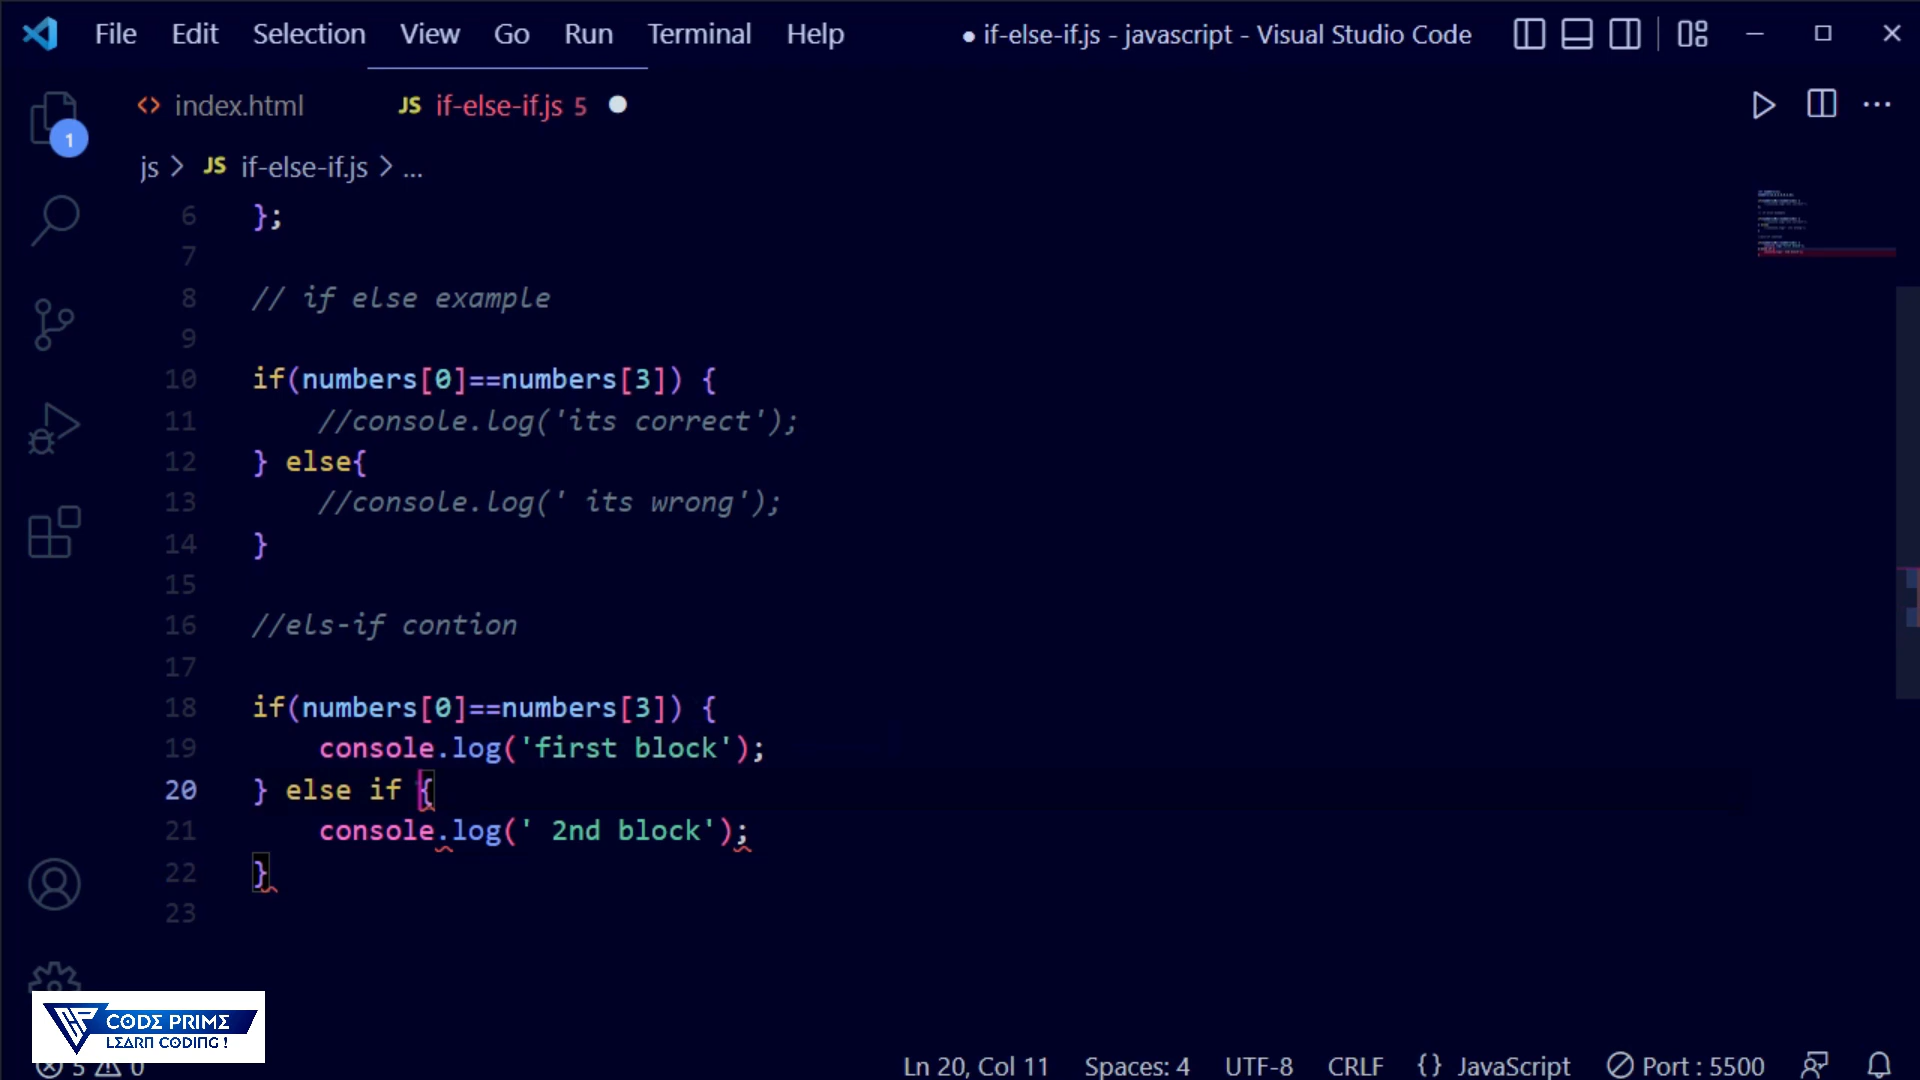 File Edit Selection View Go Run Terminal Help ● if-else-if.js - javascript - Visual Studio Code
<> index.html JS if-else-if.js 5 ●
1
js > JS if-else-if.js > ...
6 };
7
8 // if else example
9
10 if(numbers[0]==numbers[3]) {
11 //console.log('its correct');
12 } else{
13 //console.log(' its wrong');
14 }
15
16 //els-if contion
17
18 if(numbers[0]==numbers[3]) {
19 console.log('first block');
20 } else if {
21 console.log(' 2nd block');
22 }
23
CODE PRIME
LEARN CODING !
5 0 Ln 20, Col 11 Spaces: 4 UTF-8 CRLF {} JavaScript Port : 5500